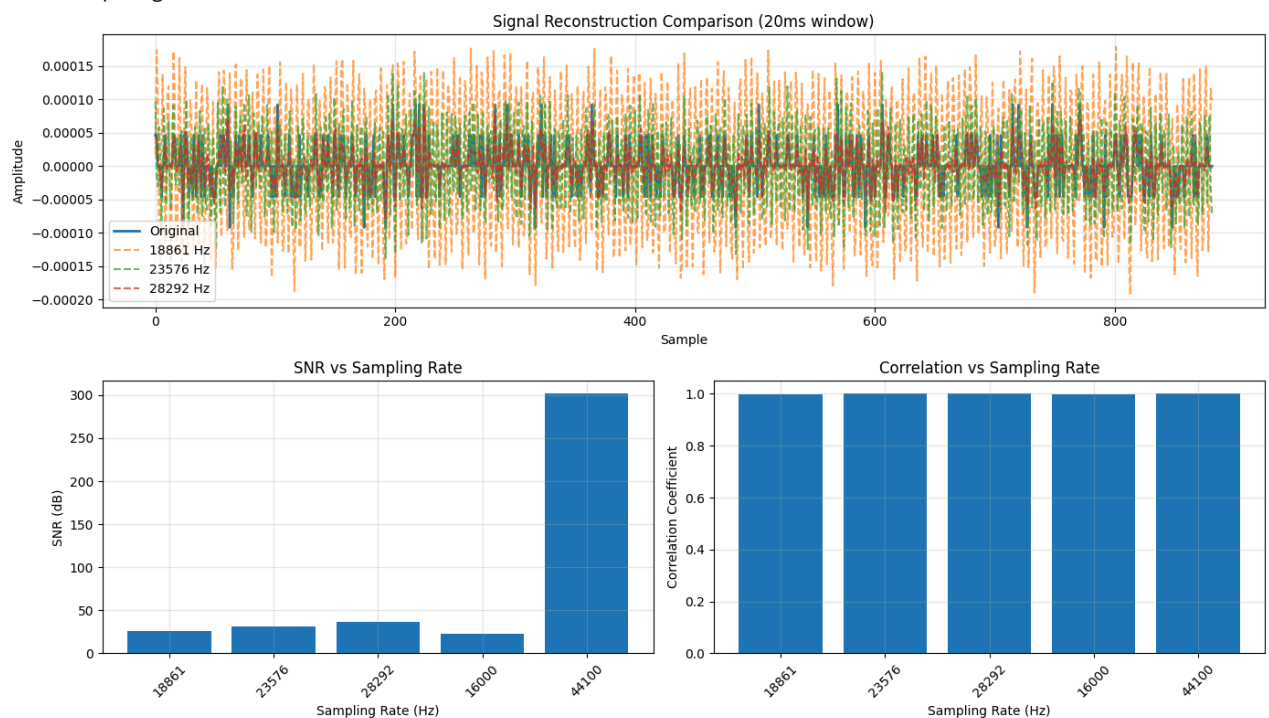 Signal Reconstruction Comparison (20ms window)
Amplitude
0.00015
0.00010
0.00005
0.00000
−0.00005
−0.00010
−0.00015
−0.00020
Original
18861 Hz
23576 Hz
28292 Hz
0 200 400 600 800
Sample
SNR vs Sampling Rate
SNR (dB)
300
250
200
150
100
50
0
18861 23576 28292 16000 44100
Sampling Rate (Hz)
Correlation vs Sampling Rate
Correlation Coefficient
1.0
0.8
0.6
0.4
0.2
0.0
18861 23576 28292 16000 44100
Sampling Rate (Hz)